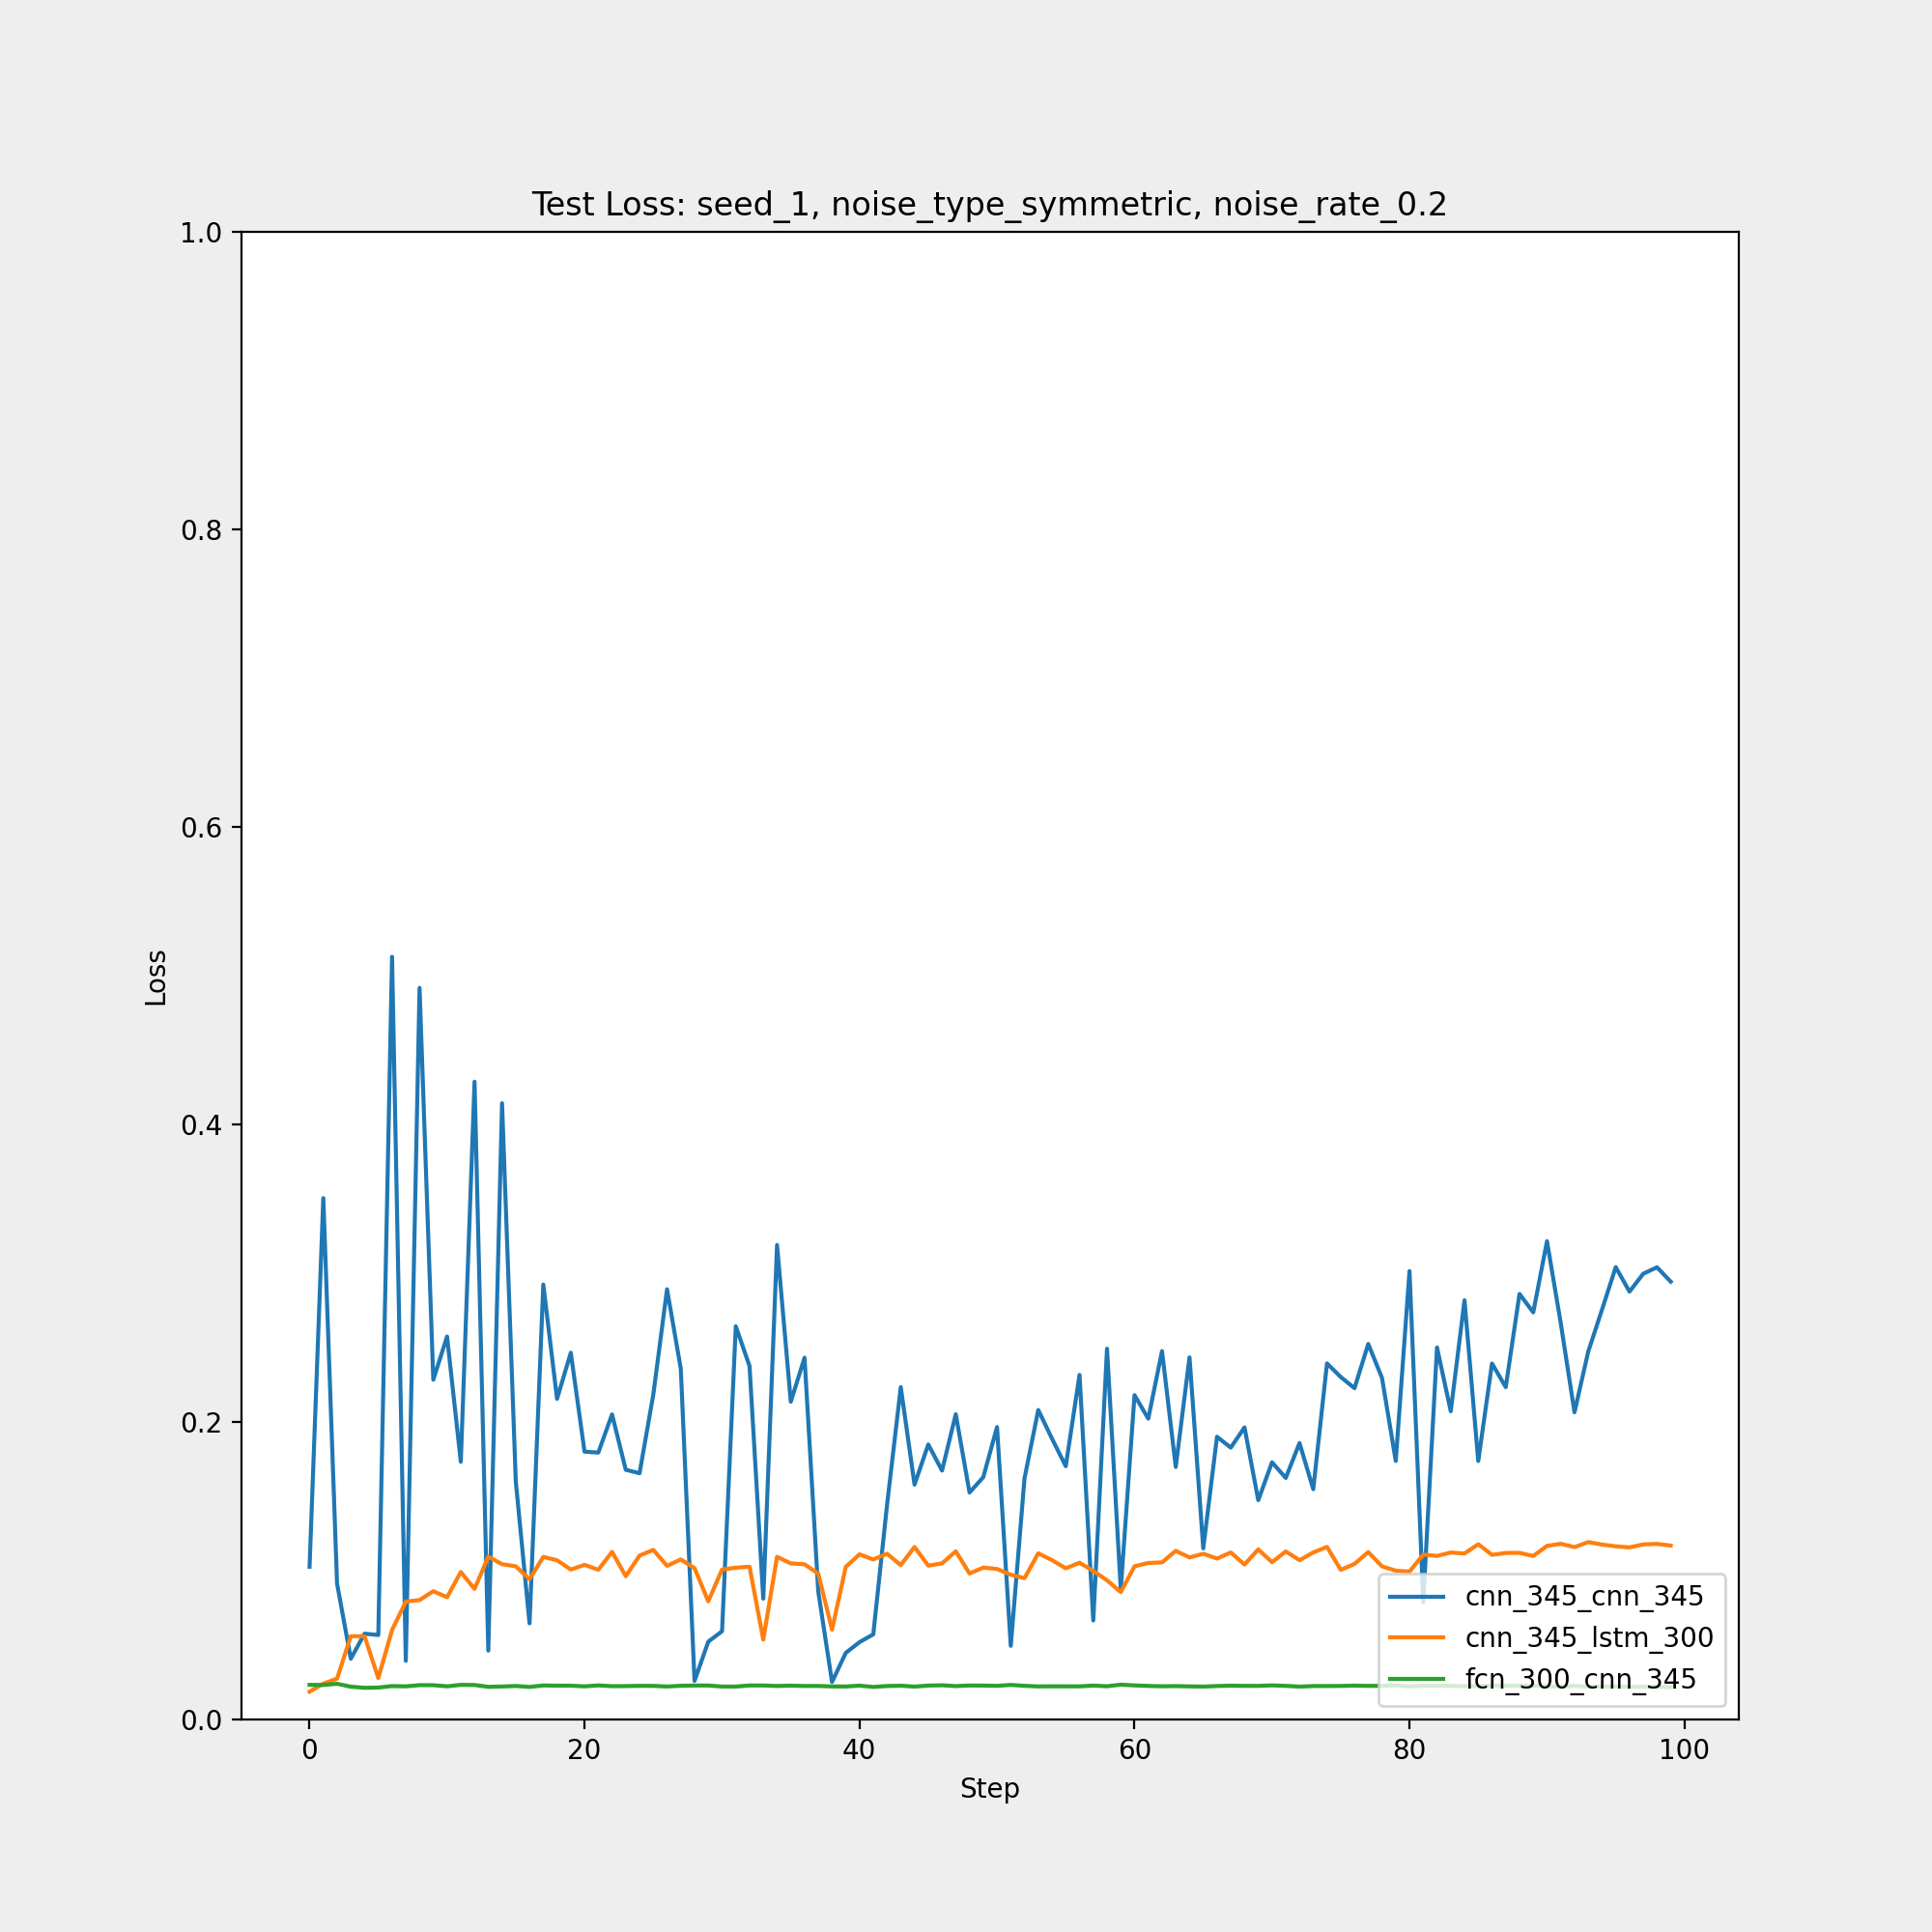 Test Loss: seed_1, noise_type_symmetric, noise_rate_0.2
1.0
0.8
0.6
0.4
0.2
0.0
Loss
0 20 40 60 80 100
Step
cnn_345_cnn_345
cnn_345_lstm_300
fcn_300_cnn_345